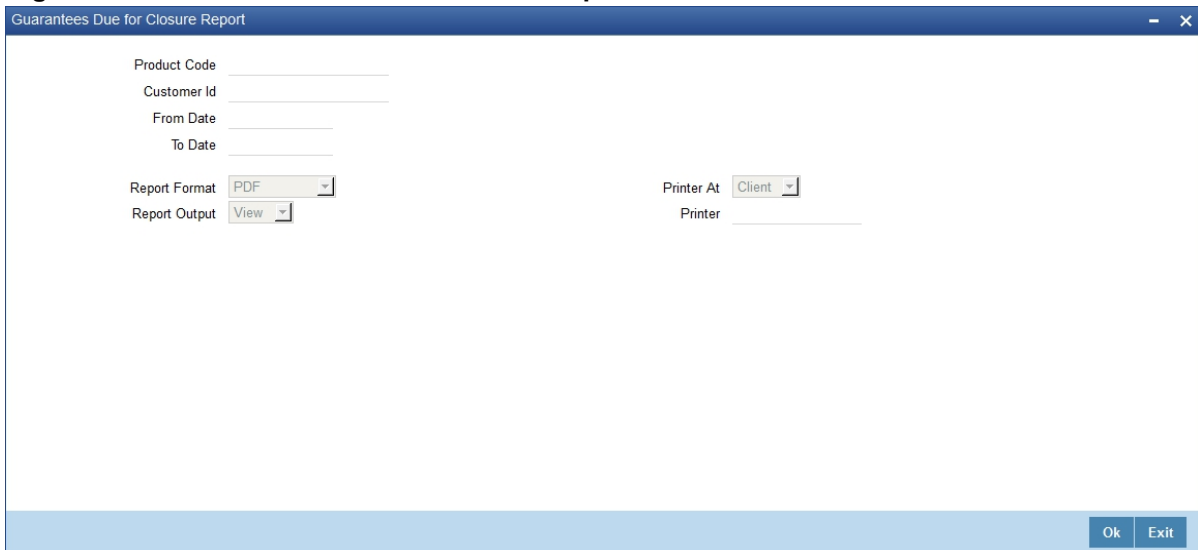 Guarantees Due for Closure Report
Product Code
Customer Id
From Date
To Date
Report Format PDF Printer At Client
Report Output View Printer
Ok Exit